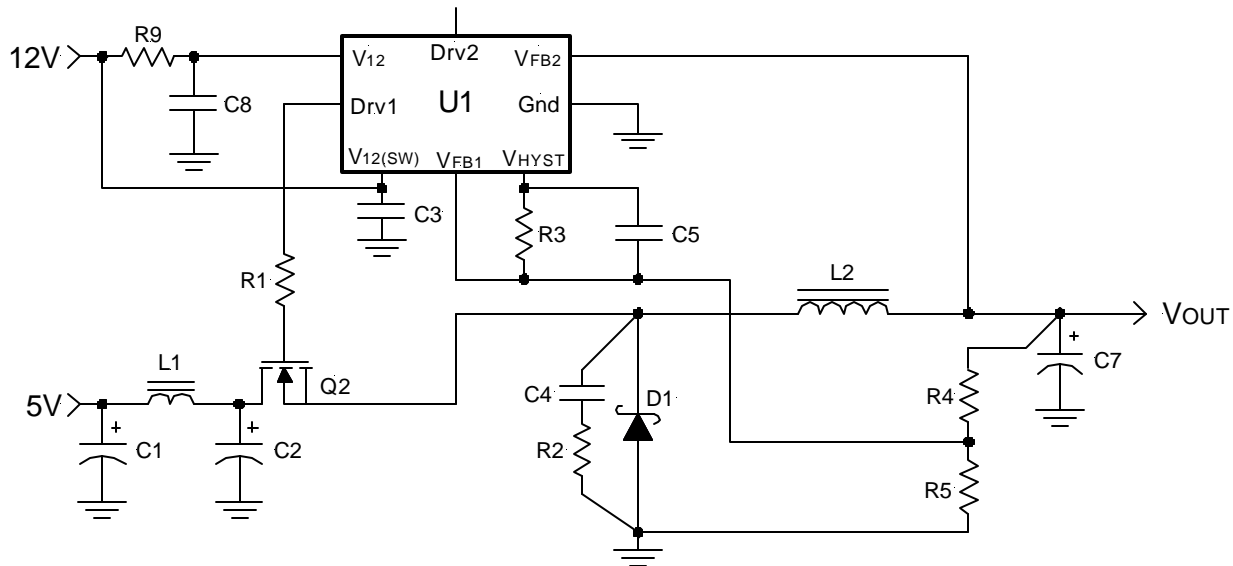 R9
12V
C8
V12
Drv2
VFB2
Drv1
U1
Gnd
V12(SW)
VFB1
VHYST
C3
R3
C5
R1
L2
VOUT
L1
Q2
+
C7
5V
C4
D1
R4
+
C1
+
C2
R2
R5